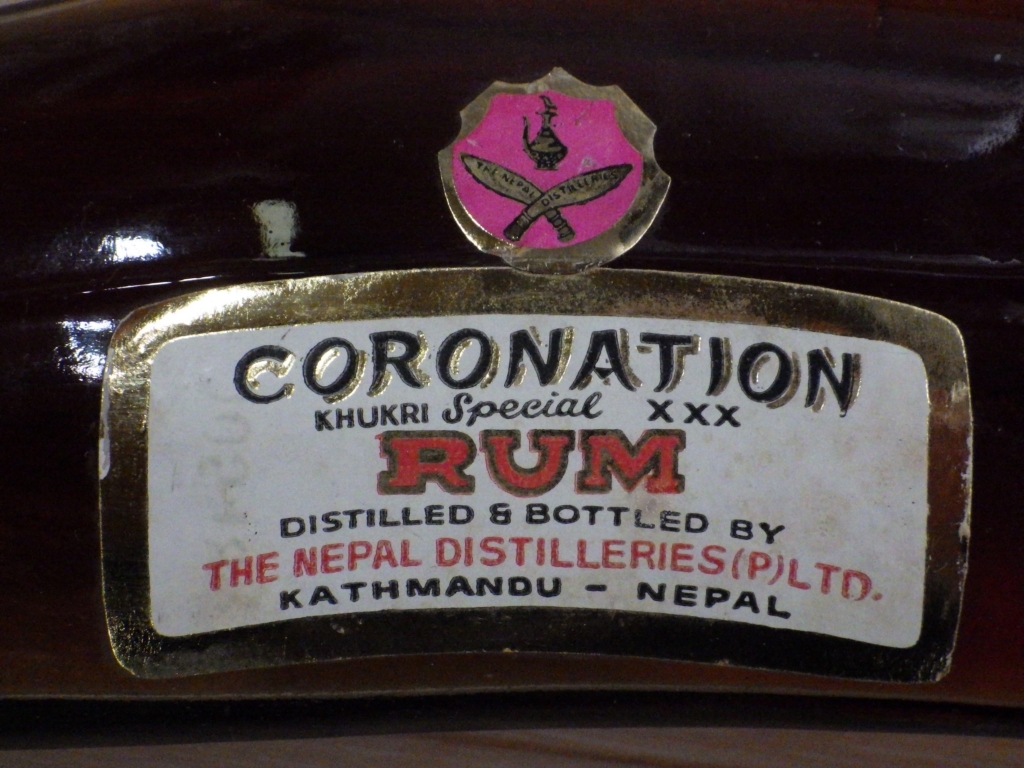 THE NEPAL DISTILLERIES
CORONATION
KHUKRI Special XXX
RUM
DISTILLED & BOTTLED BY
THE NEPAL DISTILLERIES (P) LTD.
KATHMANDU - NEPAL